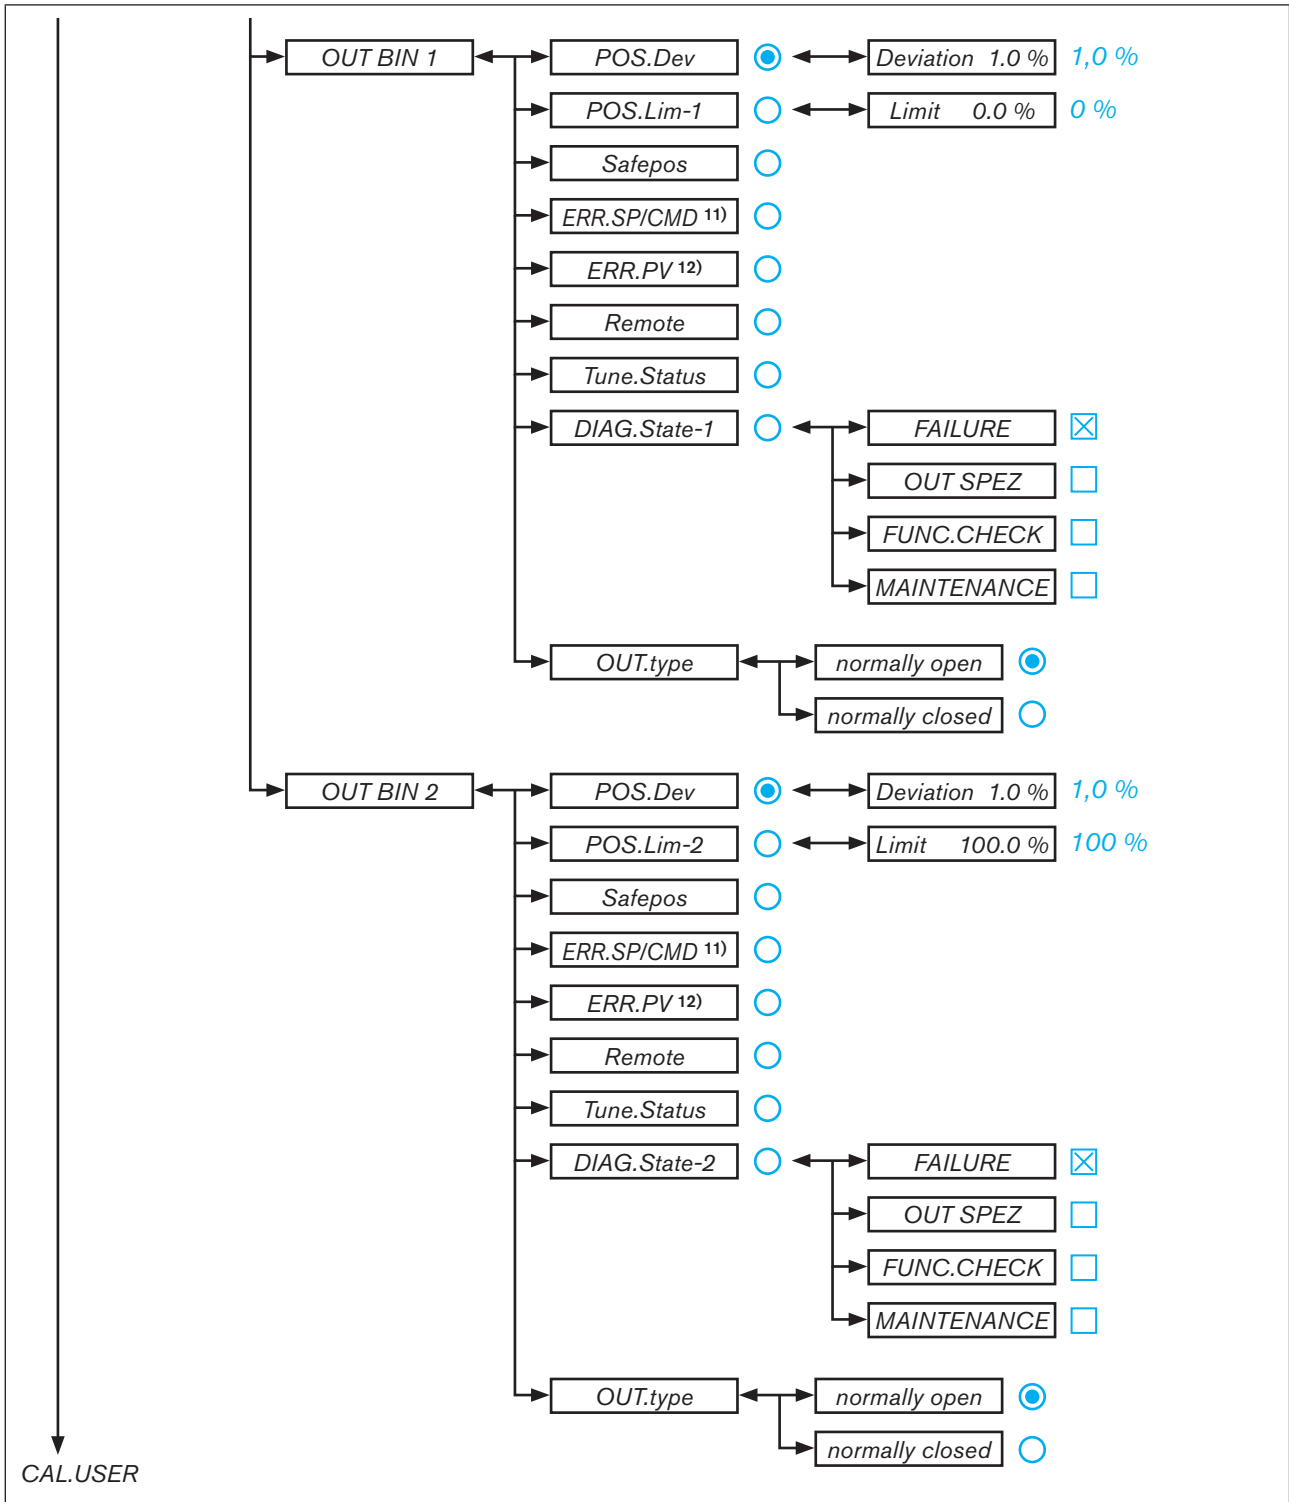 OUT BIN 1
POS.Dev
Deviation 1.0 %
1,0 %
POS.Lim-1
Limit 0.0 %
0 %
Safepos
ERR.SP/CMD 11)
ERR.PV 12)
Remote
Tune.Status
DIAG.State-1
FAILURE
OUT SPEZ
FUNC.CHECK
MAINTENANCE
OUT.type
normally open
normally closed
OUT BIN 2
POS.Dev
Deviation 1.0 %
1,0 %
POS.Lim-2
Limit 100.0 %
100 %
Safepos
ERR.SP/CMD 11)
ERR.PV 12)
Remote
Tune.Status
DIAG.State-2
FAILURE
OUT SPEZ
FUNC.CHECK
MAINTENANCE
OUT.type
normally open
normally closed
CAL.USER